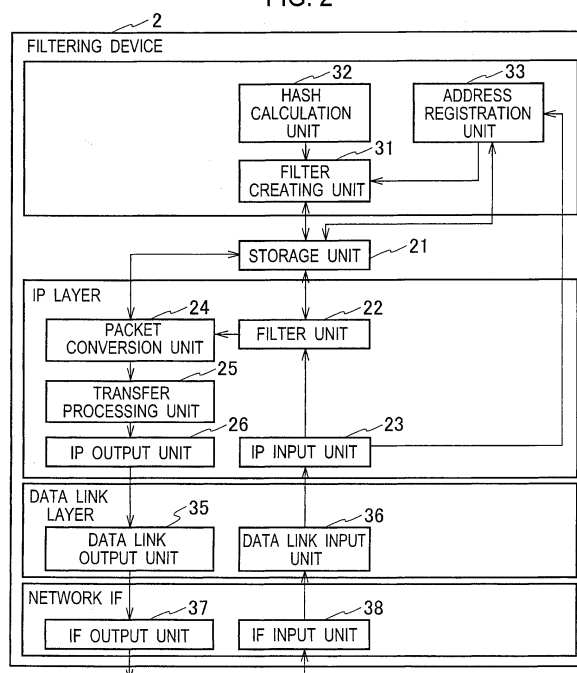 FIG. 2
2
FILTERING DEVICE
32
33
HASH
CALCULATION
UNIT
ADDRESS
REGISTRATION
UNIT
31
FILTER
CREATING UNIT
STORAGE UNIT
21
IP LAYER
24
22
PACKET
CONVERSION UNIT
FILTER UNIT
25
TRANSFER
PROCESSING UNIT
26
23
IP OUTPUT UNIT
IP INPUT UNIT
DATA LINK
LAYER
35
36
DATA LINK
OUTPUT UNIT
DATA LINK INPUT
UNIT
NETWORK IF
37
38
IF OUTPUT UNIT
IF INPUT UNIT